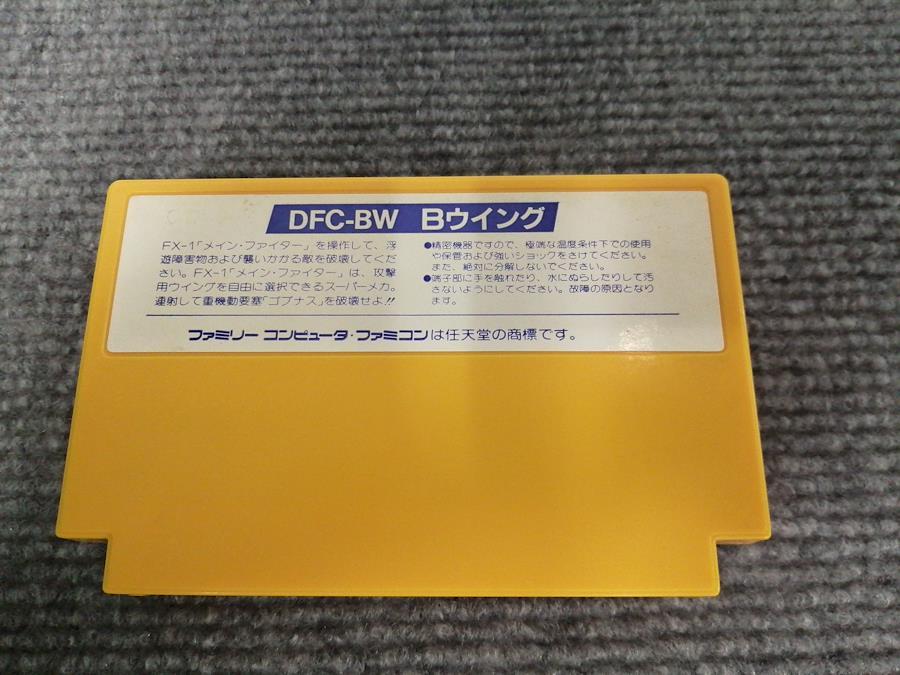 DFC-BW Bウイング
FX-1「メイン・ファイター」を操作して、浮
遊障害物および襲いかかる敵を破壊してくだ
さい。FX-1「メイン・ファイター」は、攻撃
用ウイングを自由に選択できるスーパーメカ。
連射して重機動要塞「ゴブナス」を破壊せよ!!
●精密機器ですので、極端な温度条件下での使用
や保管および強いショックをさけてください。
また、絶対に分解しないでください。
●端子部に手を触れたり、水にぬらしたりして汚
さないようにしてください。故障の原因となり
ます。
ファミリー コンピュータ・ファミコンは任天堂の商標です。